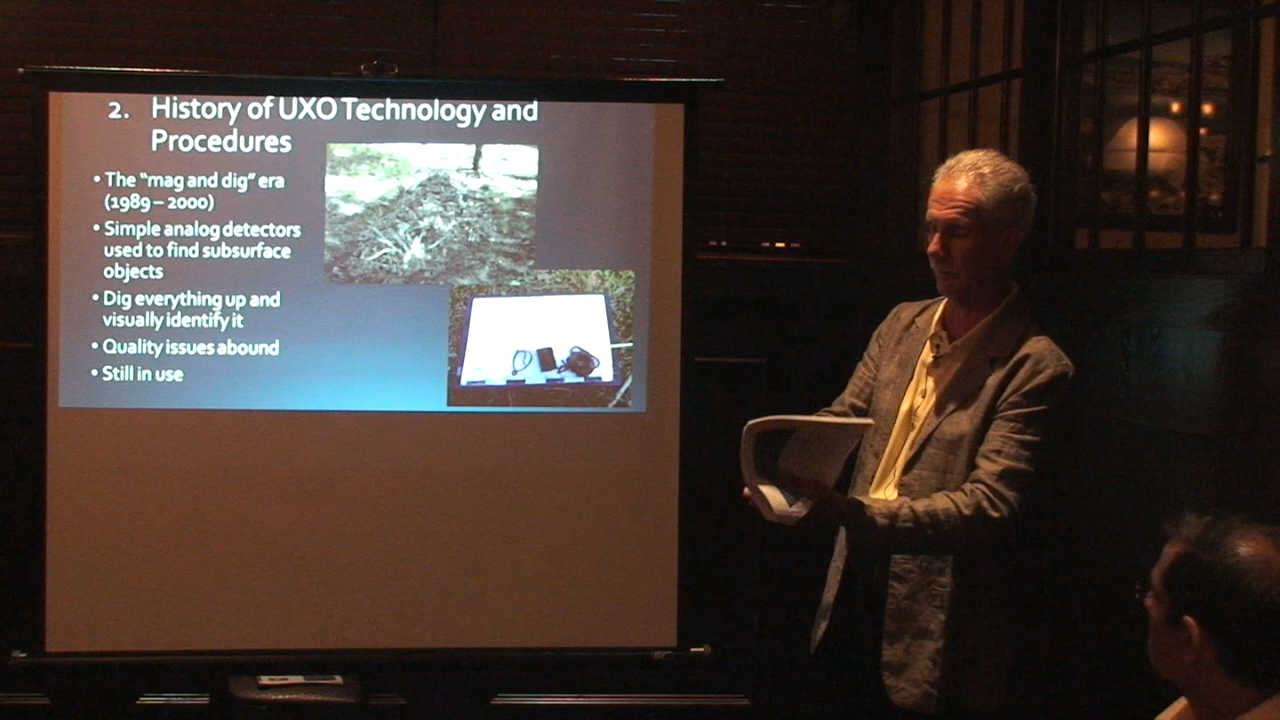 2. History of UXO Technology and
Procedures
• The "mag and dig" era
(1989 – 2000)
• Simple analog detectors
used to find subsurface
objects
• Dig everything up and
visually identify it
• Quality issues abound
• Still in use